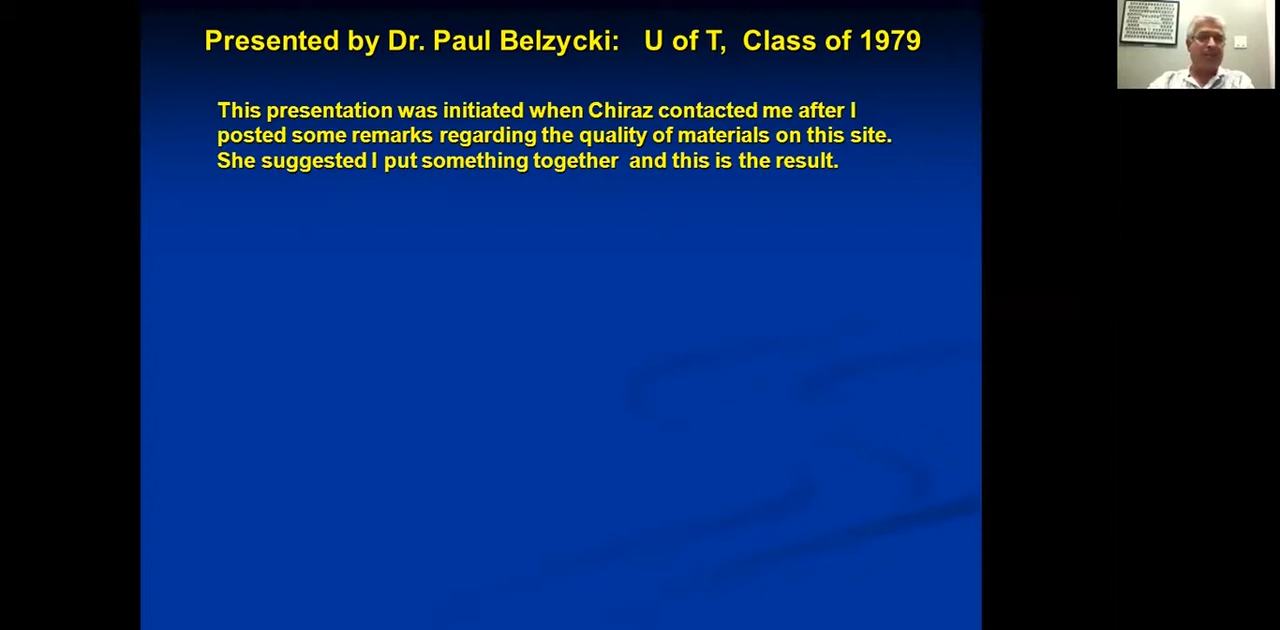 Presented by Dr. Paul Belzycki: U of T, Class of 1979
This presentation was initiated when Chiraz contacted me after I
posted some remarks regarding the quality of materials on this site.
She suggested I put something together and this is the result.